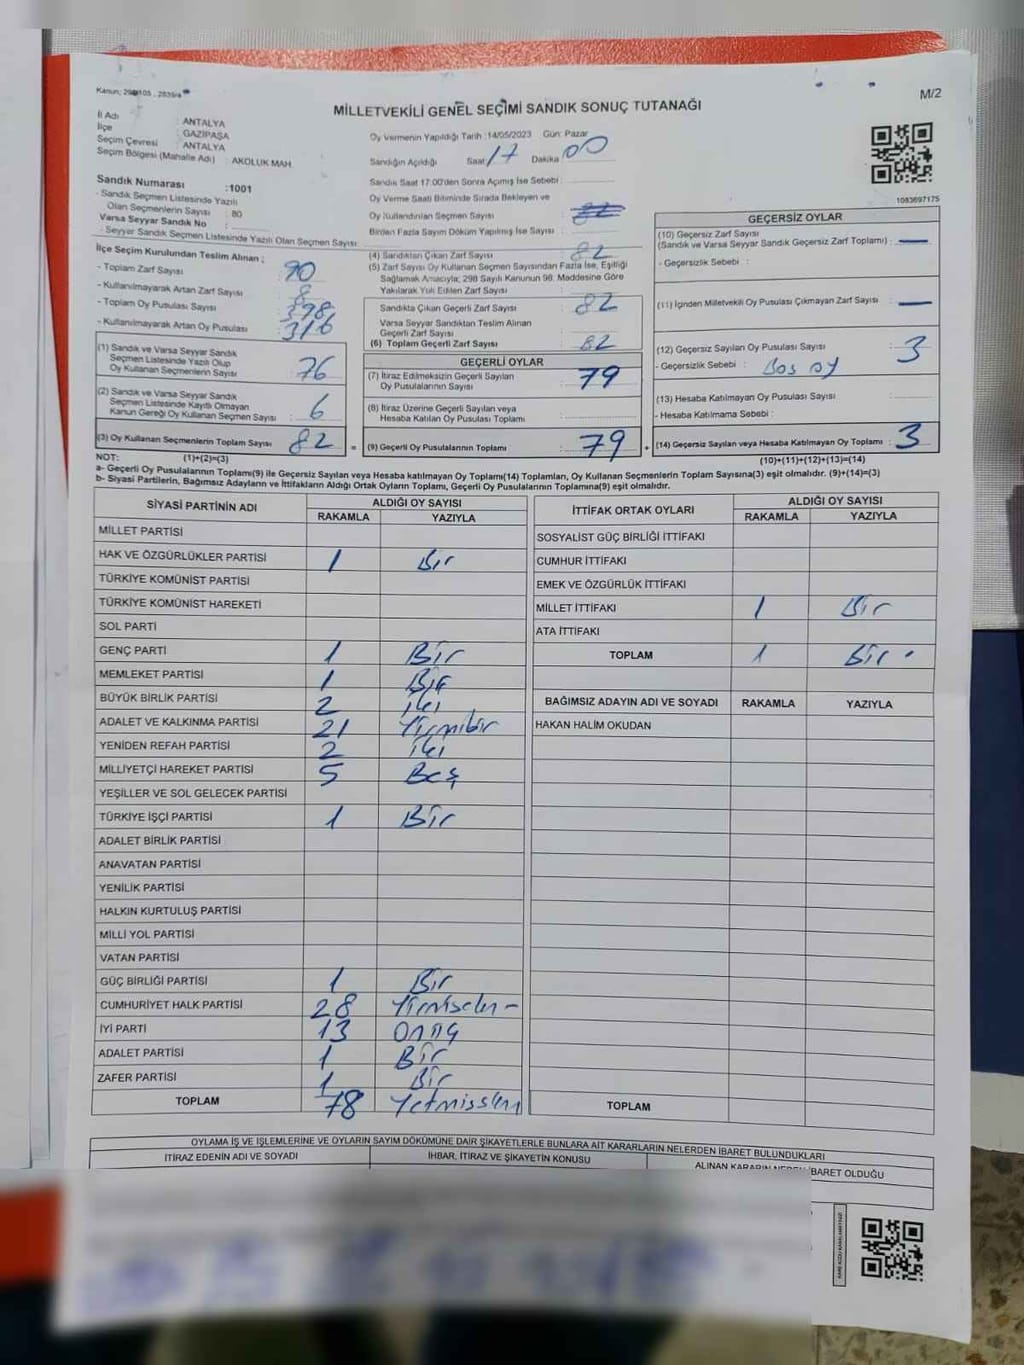 Kanun; 298/105 , 2839/a
M/2
MİLLETVEKİLİ GENEL SEÇİMİ SANDIK SONUÇ TUTANAĞI
İl Adı : ANTALYA
İlçe : GAZİPAŞA
Seçim Çevresi : ANTALYA
Seçim Bölgesi (Mahalle Adı) : AKOLUK MAH
Sandık Numarası :1001
- Sandık Seçmen Listesinde Yazılı
Olan Seçmenlerin Sayısı : 80
Varsa Seyyar Sandık No :
- Seyyar Sandık Seçmen Listesinde Yazılı Olan Seçmen Sayısı:
Oy Vermenin Yapıldığı Tarih :14/05/2023 Gün: Pazar
Sandığın Açıldığı Saat 17 Dakika 00
Sandık Saat 17:00'den Sonra Açımış İse Sebebi :
Oy Verme Saati Bitiminde Sırada Bekleyen ve
Oy Kullandırılan Seçmen Sayısı :
Birden Fazla Sayım Döküm Yapılmış İse Sayısı :
(4) Sandıktan Çıkan Zarf Sayısı : 82
(5) Zarf Sayısı Oy Kullanan Seçmen Sayısından Fazla İse, Eşitliği
Sağlamak Amacıyla; 298 Sayılı Kanunun 98. Maddesine Göre
Yakılarak Yok Edilen Zarf Sayısı :
1083697175
İlçe Seçim Kurulundan Teslim Alınan ;
- Toplam Zarf Sayısı : 90
- Kullanılmayarak Artan Zarf Sayısı : 8
- Toplam Oy Pusulası Sayısı : 398
- Kullanılmayarak Artan Oy Pusulası : 316
(1) Sandık ve Varsa Seyyar Sandık
Seçmen Listesinde Yazılı Olup
Oy Kullanan Seçmenlerin Sayısı : 76
(2) Sandık ve Varsa Seyyar Sandık
Seçmen Listesinde Kayıtlı Olmayan
Kanun Gereği Oy Kullanan Seçmen Sayısı : 6
(3) Oy Kullanan Seçmenlerin Toplam Sayısı : 82
(1)+(2)=(3)
Sandıkta Çıkan Geçerli Zarf Sayısı : 82
Varsa Seyyar Sandıktan Teslim Alınan
Geçerli Zarf Sayısı
(6) Toplam Geçerli Zarf Sayısı : 82
GEÇERLİ OYLAR
(7) İtiraz Edilmeksizin Geçerli Sayılan
Oy Pusulalarının Sayısı : 79
(8) İtiraz Üzerine Geçerli Sayılan veya
Hesaba Katılan Oy Pusulası Toplamı :
= (9) Geçerli Oy Pusulalarının Toplamı : 79
GEÇERSİZ OYLAR
(10) Geçersiz Zarf Sayısı
(Sandık ve Varsa Seyyar Sandık Geçersiz Zarf Toplamı) : —
- Geçersizlik Sebebi :
(11) İçinden Milletvekili Oy Pusulası Çıkmayan Zarf Sayısı : —
(12) Geçersiz Sayılan Oy Pusulası Sayısı : 3
- Geçersizlik Sebebi : Boş oy
(13) Hesaba Katılmayan Oy Pusulası Sayısı :
- Hesaba Katılmama Sebebi :
+ (14) Geçersiz Sayılan veya Hesaba Katılmayan Oy Toplamı : 3
(10)+(11)+(12)+(13)=(14)
NOT:
a- Geçerli Oy Pusulalarının Toplamı(9) ile Geçersiz Sayılan veya Hesaba katılmayan Oy Toplamı(14) Toplamları, Oy Kullanan Seçmenlerin Toplam Sayısına(3) eşit olmalıdır. (9)+(14)=(3)
b- Siyasi Partilerin, Bağımsız Adayların ve İttifakların Aldığı Ortak Oyların Toplamı, Geçerli Oy Pusulalarının Toplamına(9) eşit olmalıdır.
SİYASİ PARTİNİN ADI ALDIĞI OY SAYISI
RAKAMLA YAZIYLA
MİLLET PARTİSİ
HAK VE ÖZGÜRLÜKLER PARTİSİ 1 Bir
TÜRKİYE KOMÜNİST PARTİSİ
TÜRKİYE KOMÜNİST HAREKETİ
SOL PARTİ
GENÇ PARTİ 1 Bir
MEMLEKET PARTİSİ 1 Bir
BÜYÜK BİRLİK PARTİSİ 2 iki
ADALET VE KALKINMA PARTİSİ 21 Yirmibir
YENİDEN REFAH PARTİSİ 2 iki
MİLLİYETÇİ HAREKET PARTİSİ 5 Beş
YEŞİLLER VE SOL GELECEK PARTİSİ
TÜRKİYE İŞÇİ PARTİSİ 1 Bir
ADALET BİRLİK PARTİSİ
ANAVATAN PARTİSİ
YENİLİK PARTİSİ
HALKIN KURTULUŞ PARTİSİ
MİLLİ YOL PARTİSİ
VATAN PARTİSİ
GÜÇ BİRLİĞİ PARTİSİ 1 Bir
CUMHURİYET HALK PARTİSİ 28
İYİ PARTİ 13 onüç
ADALET PARTİSİ 1 Bir
ZAFER PARTİSİ 1 Bir
TOPLAM 78
İTTİFAK ORTAK OYLARI ALDIĞI OY SAYISI
RAKAMLA YAZIYLA
SOSYALİST GÜÇ BİRLİĞİ İTTİFAKI
CUMHUR İTTİFAKI
EMEK VE ÖZGÜRLÜK İTTİFAKI
MİLLET İTTİFAKI 1 Bir
ATA İTTİFAKI
TOPLAM 1 Bir
BAĞIMSIZ ADAYIN ADI VE SOYADI RAKAMLA YAZIYLA
HAKAN HALİM OKUDAN
TOPLAM
OYLAMA İŞ VE İŞLEMLERİNE VE OYLARIN SAYIM DÖKÜMÜNE DAİR ŞİKAYETLERLE BUNLARA AİT KARARLARIN NELERDEN İBARET BULUNDUKLARI
İTİRAZ EDENİN ADI VE SOYADI İHBAR, İTİRAZ VE ŞİKAYETİN KONUSU ALINAN KARARIN NEDEN İBARET OLDUĞU